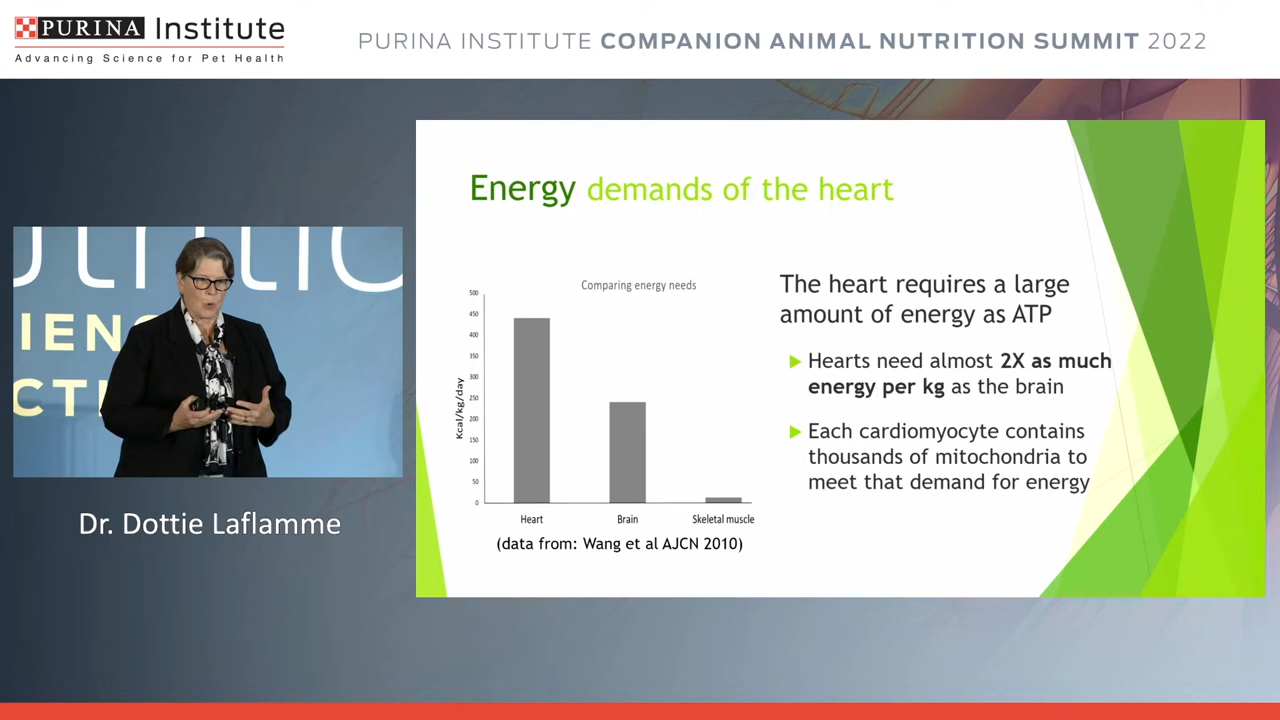 PURINA Institute
Advancing Science for Pet Health
PURINA INSTITUTE COMPANION ANIMAL NUTRITION SUMMIT 2022
Energy demands of the heart
Comparing energy needs
500
450
400
350
300
250
200
150
100
50
0
Kcal/kg/day
Heart Brain Skeletal muscle
(data from: Wang et al AJCN 2010)
The heart requires a large
amount of energy as ATP
Hearts need almost 2X as much
energy per kg as the brain
Each cardiomyocyte contains
thousands of mitochondria to
meet that demand for energy
Dr. Dottie Laflamme